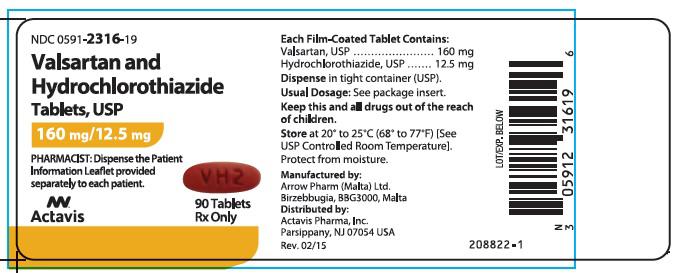 NDC 0591-2316-19
Valsartan and
Hydrochlorothiazide
Tablets, USP
160 mg/12.5 mg
PHARMACIST: Dispense the Patient
Information Leaflet provided
separately to each patient.
VH2
Actavis
90 Tablets
Rx Only
Each Film-Coated Tablet Contains:
Valsartan, USP ...................... 160 mg
Hydrochlorothiazide, USP ....... 12.5 mg
Dispense in tight container (USP).
Usual Dosage: See package insert.
Keep this and all drugs out of the reach
of children.
Store at 20° to 25°C (68° to 77°F) [See
USP Controlled Room Temperature].
Protect from moisture.
Manufactured by:
Arrow Pharm (Malta) Ltd.
Birzebbugia, BBG3000, Malta
Distributed by:
Actavis Pharma, Inc.
Parsippany, NJ 07054 USA
Rev. 02/15
208822-1
LOT/EXP. BELOW
N 3 05912 31619 6